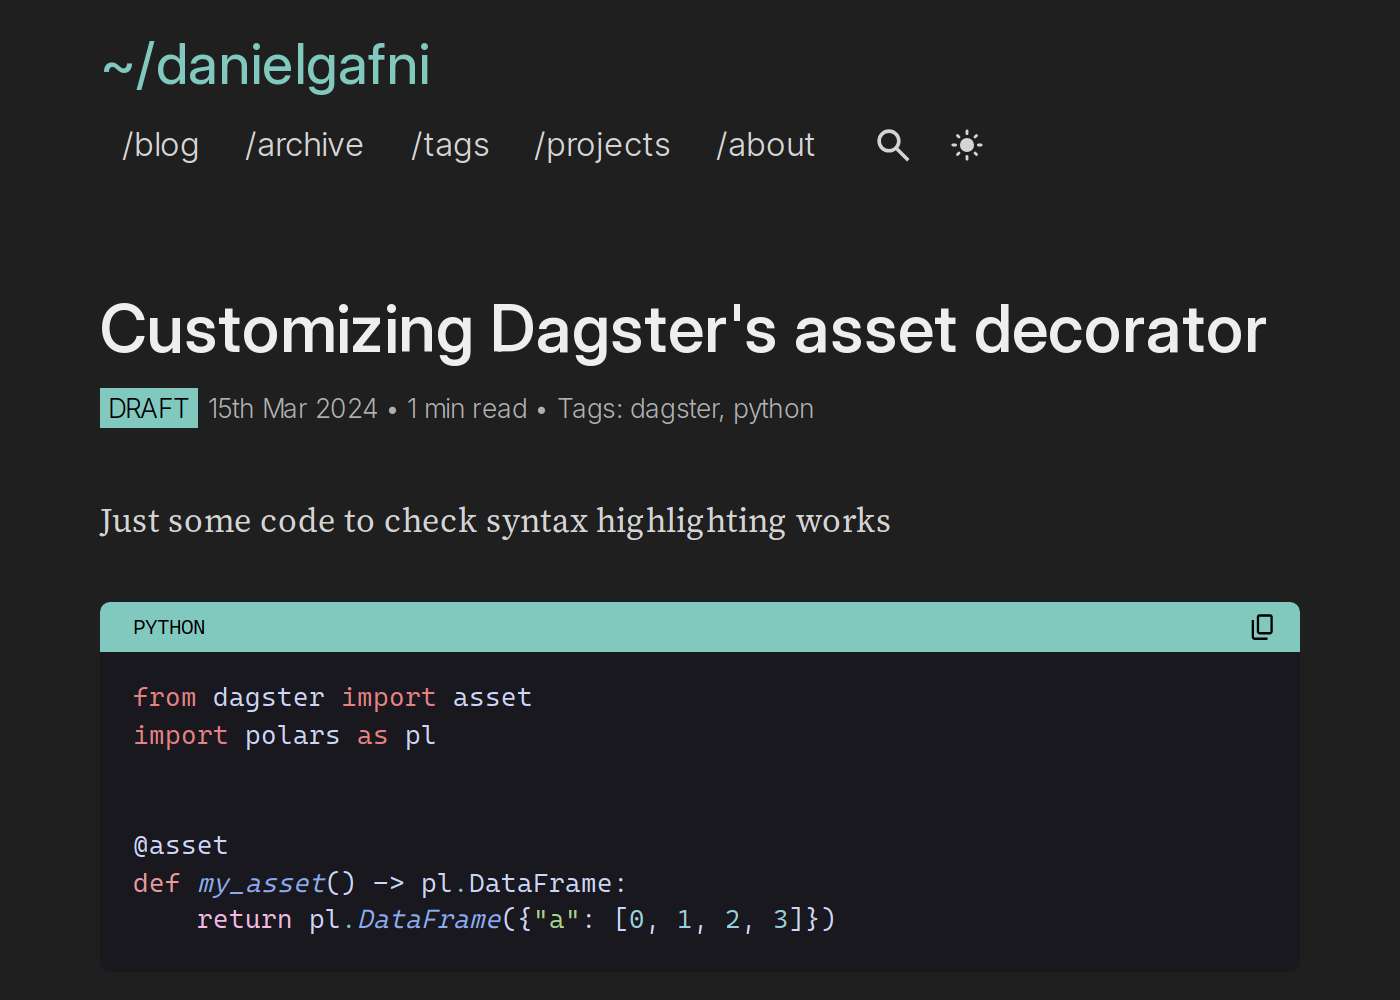 ~/danielgafni
/blog /archive /tags /projects /about
Customizing Dagster's asset decorator
DRAFT 15th Mar 2024 • 1 min read • Tags: dagster, python
Just some code to check syntax highlighting works
PYTHON
from dagster import asset
import polars as pl
@asset
def my_asset() -> pl.DataFrame:
    return pl.DataFrame({"a": [0, 1, 2, 3]})